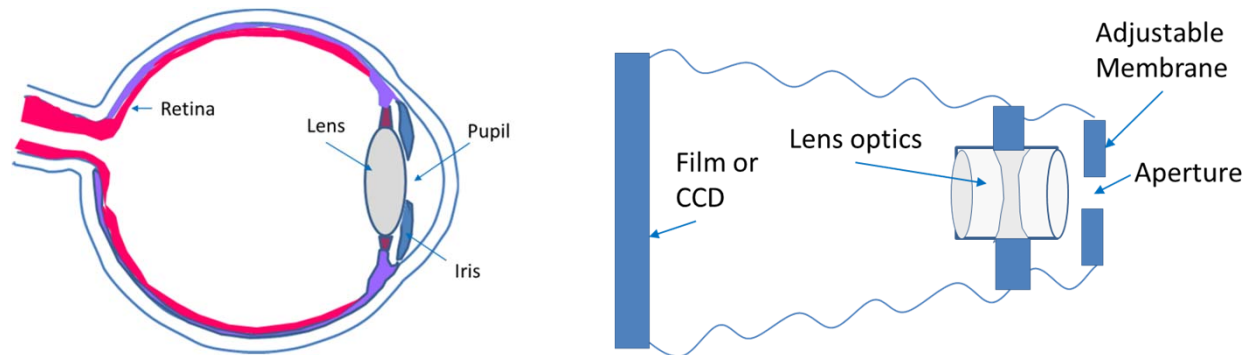 Retina
Lens
Pupil
Iris
Film or
CCD
Lens optics
Adjustable
Membrane
Aperture